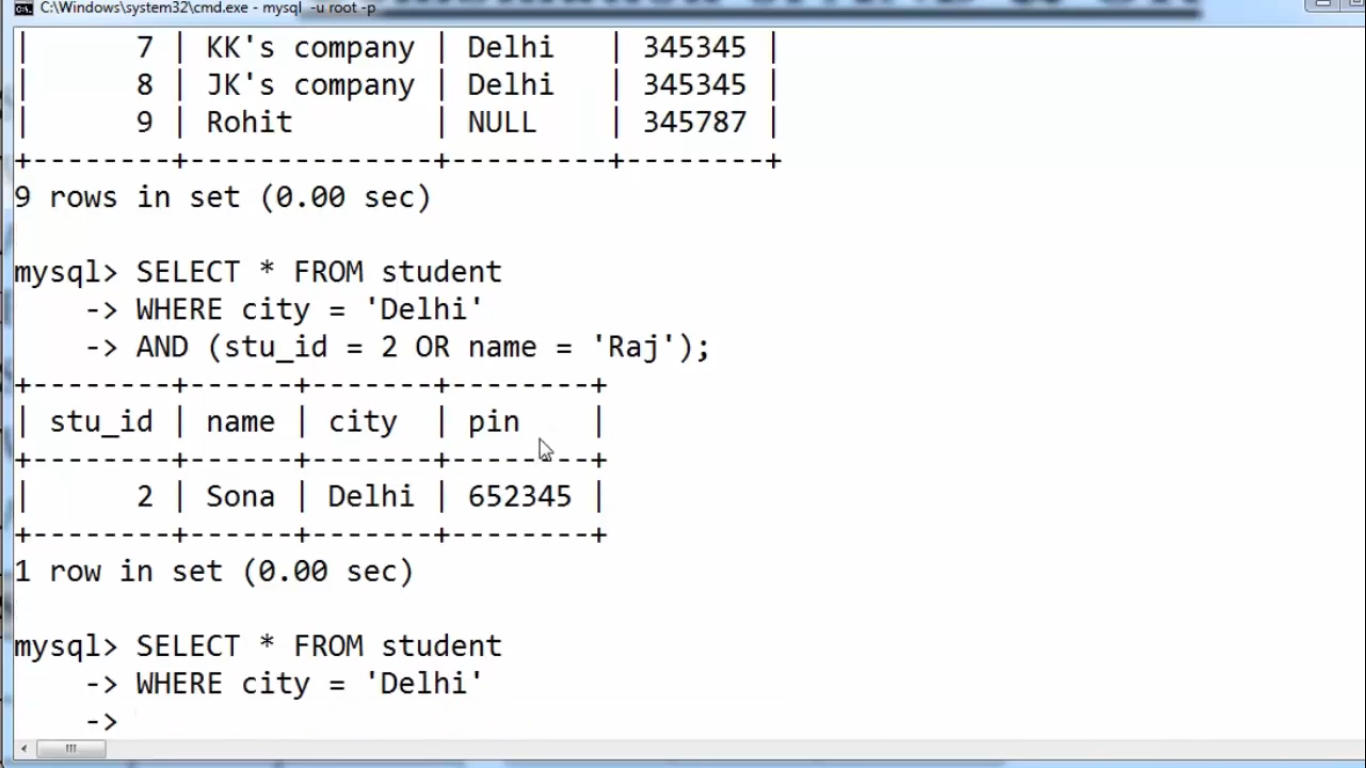 C:\Windows\system32\cmd.exe - mysql -u root -p
|      7 | KK's company | Delhi   | 345345 |
|      8 | JK's company | Delhi   | 345345 |
|      9 | Rohit        | NULL    | 345787 |
+--------+--------------+---------+--------+
9 rows in set (0.00 sec)
mysql> SELECT * FROM student
    -> WHERE city = 'Delhi'
    -> AND (stu_id = 2 OR name = 'Raj');
+--------+------+-------+--------+
| stu_id | name | city  | pin    |
+--------+------+-------+--------+
|      2 | Sona | Delhi | 652345 |
+--------+------+-------+--------+
1 row in set (0.00 sec)
mysql> SELECT * FROM student
    -> WHERE city = 'Delhi'
    ->